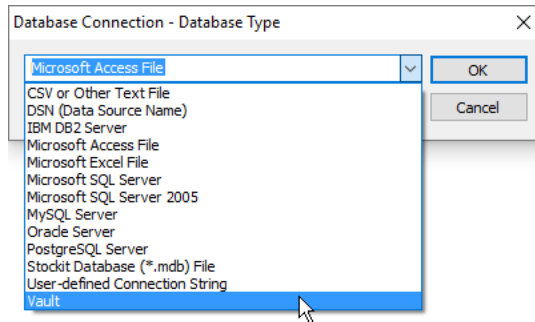 Database Connection - Database Type
Microsoft Access File
OK
Cancel
CSV or Other Text File
DSN (Data Source Name)
IBM DB2 Server
Microsoft Access File
Microsoft Excel File
Microsoft SQL Server
Microsoft SQL Server 2005
MySQL Server
Oracle Server
PostgreSQL Server
Stockit Database (*.mdb) File
User-defined Connection String
Vault